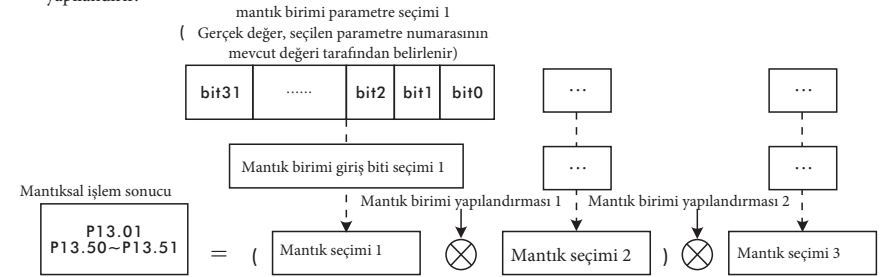 yapılandırır.
mantık birimi parametre seçimi 1
( Gerçek değer, seçilen parametre numarasının
mevcut değeri tarafından belirlenir)
bit31 ...... bit2 bit1 bit0 ... ...
Mantık birimi giriş biti seçimi 1 ... ...
Mantıksal işlem sonucu
Mantık birimi yapılandırması 1 Mantık birimi yapılandırması 2
P13.01
P13.50~P13.51
= ( Mantık seçimi 1 Mantık seçimi 2 ) Mantık seçimi 3